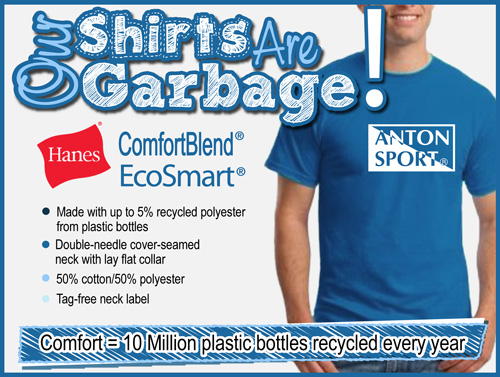 Our Shirts Are
Garbage!
Hanes
ComfortBlend®
EcoSmart®
Made with up to 5% recycled polyester
from plastic bottles
Double-needle cover-seamed
neck with lay flat collar
50% cotton/50% polyester
Tag-free neck label
ANTON
SPORT®
Comfort = 10 Million plastic bottles recycled every year